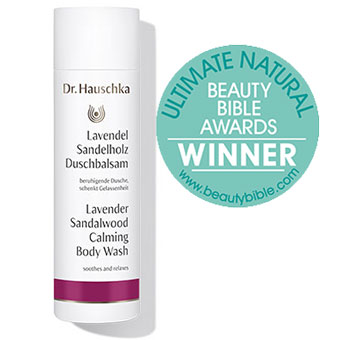 Dr. Hauschka
Lavendel
Sandelholz
Duschbalsam
beruhigende Dusche,
schenkt Gelassenheit
Lavender
Sandalwood
Calming
Body Wash
soothes and relaxes
ULTIMATE NATURAL
BEAUTY
BIBLE
AWARDS
WINNER
www.beautybible.com